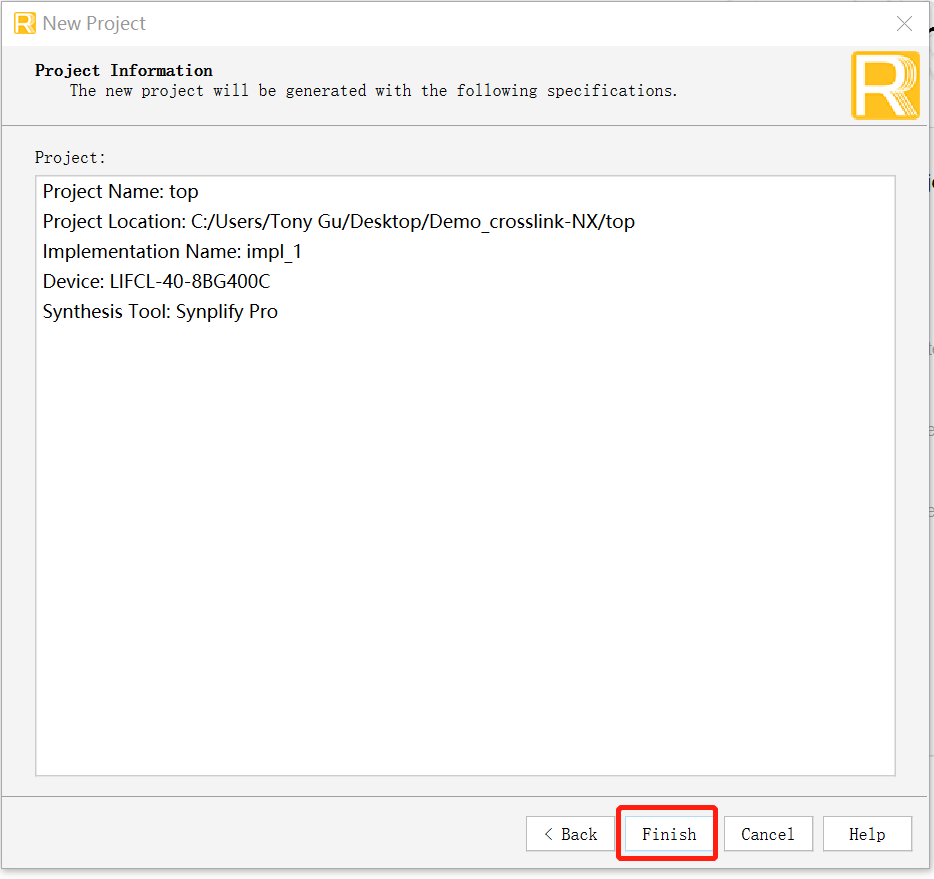 New Project
Project Information
The new project will be generated with the following specifications.
Project:
Project Name: top
Project Location: C:/Users/Tony Gu/Desktop/Demo_crosslink-NX/top
Implementation Name: impl_1
Device: LIFCL-40-8BG400C
Synthesis Tool: Synplify Pro
< Back Finish Cancel Help